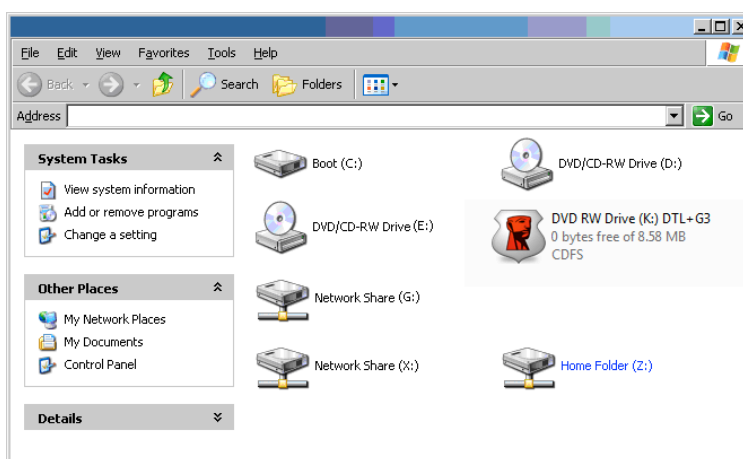 File Edit View Favorites Tools Help
Back Search Folders
Address Go
System Tasks
View system information
Add or remove programs
Change a setting
Other Places
My Network Places
My Documents
Control Panel
Details
Boot (C:) DVD/CD-RW Drive (D:)
DVD/CD-RW Drive (E:) DVD RW Drive (K:) DTL+G3
0 bytes free of 8.58 MB
CDFS
Network Share (G:)
Network Share (X:) Home Folder (Z:)